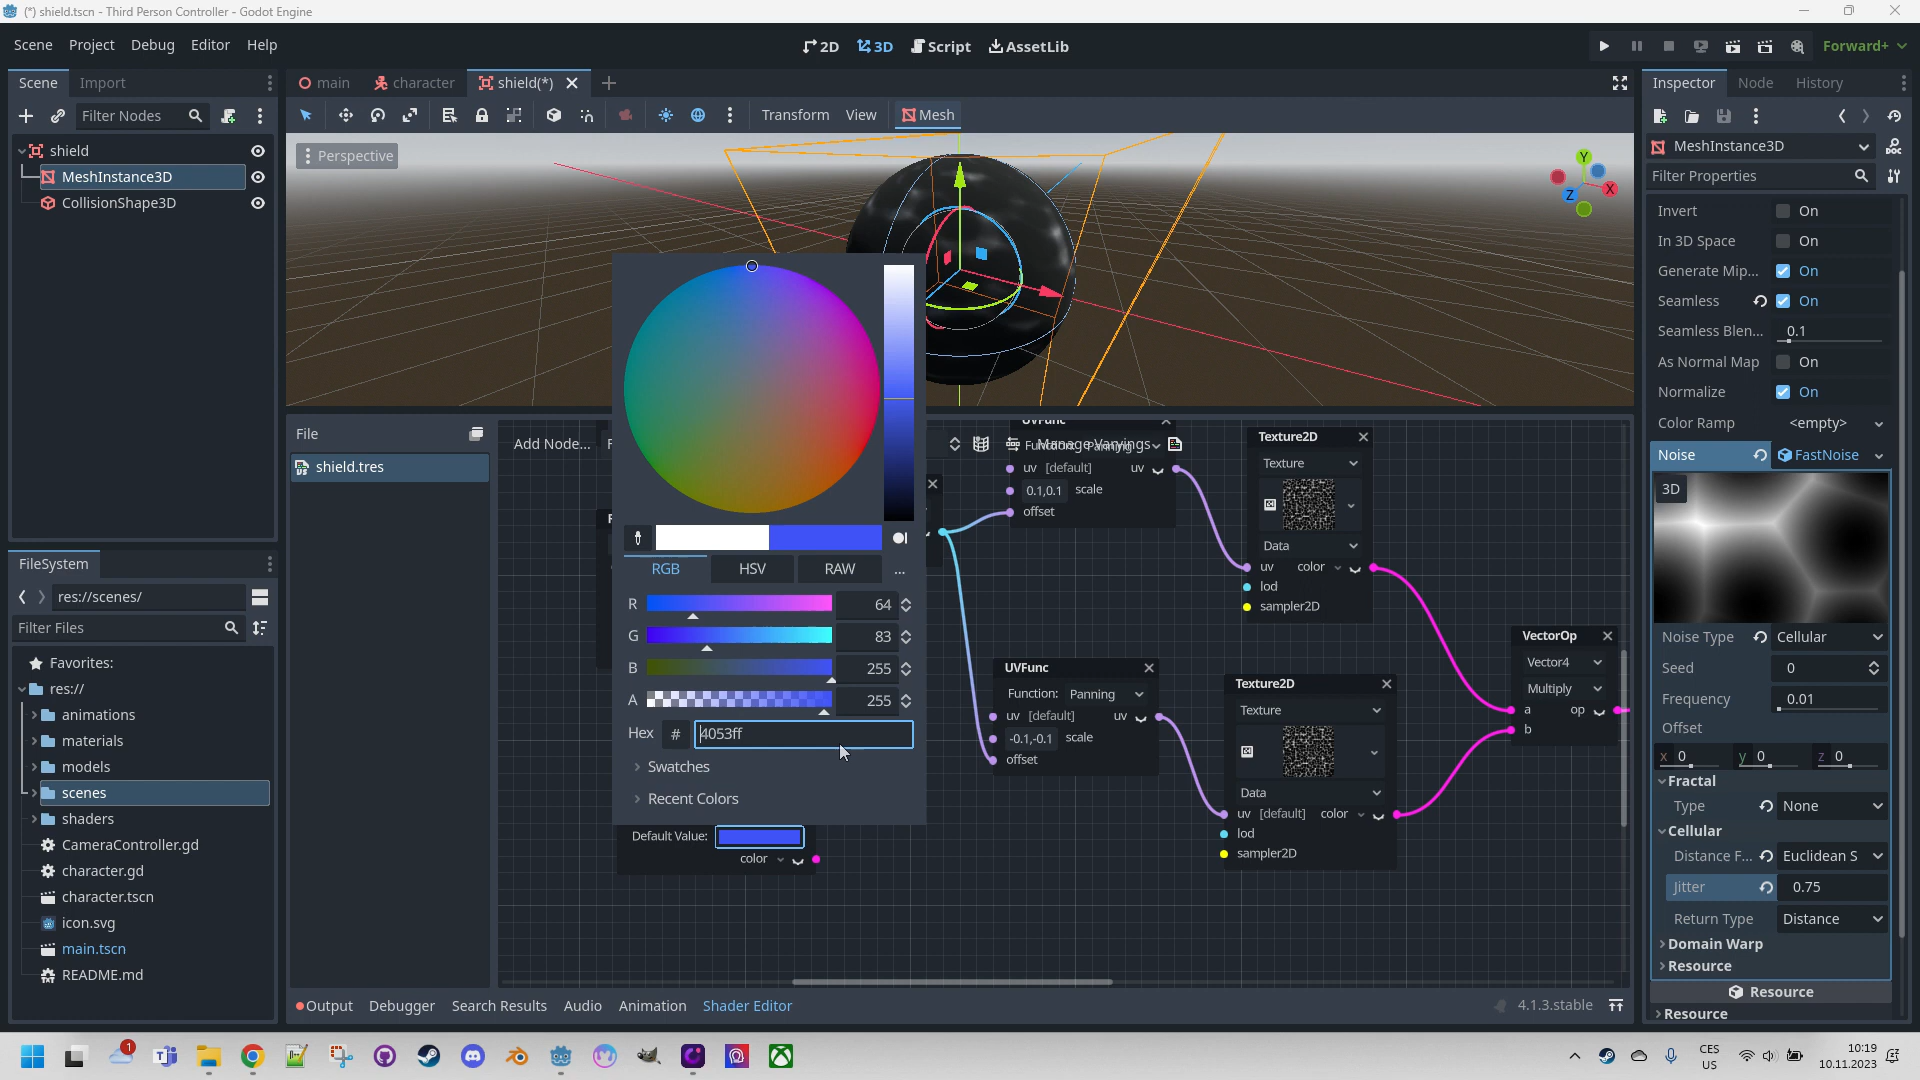 (*) shield.tscn - Third Person Controller - Godot Engine
Scene Project Debug Editor Help
2D 3D Script AssetLib
Forward+
Scene Import
main character shield(*)
Inspector Node History
Filter Nodes
Transform View Mesh
shield
MeshInstance3D
CollisionShape3D
Perspective
Y
X
Z
MeshInstance3D
Filter Properties
Invert On
In 3D Space On
Generate Mip... On
Seamless On
Seamless Blen... 0.1
As Normal Map On
Normalize On
Color Ramp <empty>
Noise FastNoise
3D
Noise Type Cellular
Seed 0
Frequency 0.01
Offset
x 0 y 0 z 0
Fractal
Type None
Cellular
Distance F... Euclidean S
Jitter 0.75
Return Type Distance
Domain Warp
Resource
Resource
Resource
FileSystem
res://scenes/
Filter Files
Favorites:
res://
animations
materials
models
scenes
shaders
CameraController.gd
character.gd
character.tscn
icon.svg
main.tscn
README.md
File
shield.tres
Add Node...
Manage Varyings
RGB HSV RAW ...
R 64
G 83
B 255
A 255
Hex # 4053ff
Swatches
Recent Colors
Default Value:
color
UVFunc
Function: Panning
uv [default] uv
0.1,0.1 scale
offset
Texture2D
Texture
Data
uv color
lod
sampler2D
UVFunc
Function: Panning
uv [default] uv
-0.1,-0.1 scale
offset
Texture2D
Texture
Data
uv [default] color
lod
sampler2D
VectorOp
Vector4
Multiply
a op
b
Output Debugger Search Results Audio Animation Shader Editor
4.1.3.stable
1
CES
US
10:19
10.11.2023